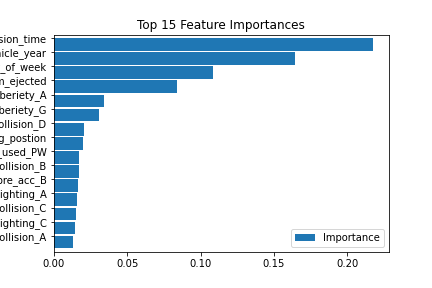 Top 15 Feature Importances
sion_time
hicle_year
_of_week
n_ejected
beriety_A
beriety_G
ollision_D
g_postion
_used_PW
ollision_B
ore_acc_B
ighting_A
ollision_C
ighting_C
ollision_A
Importance
0.00 0.05 0.10 0.15 0.20